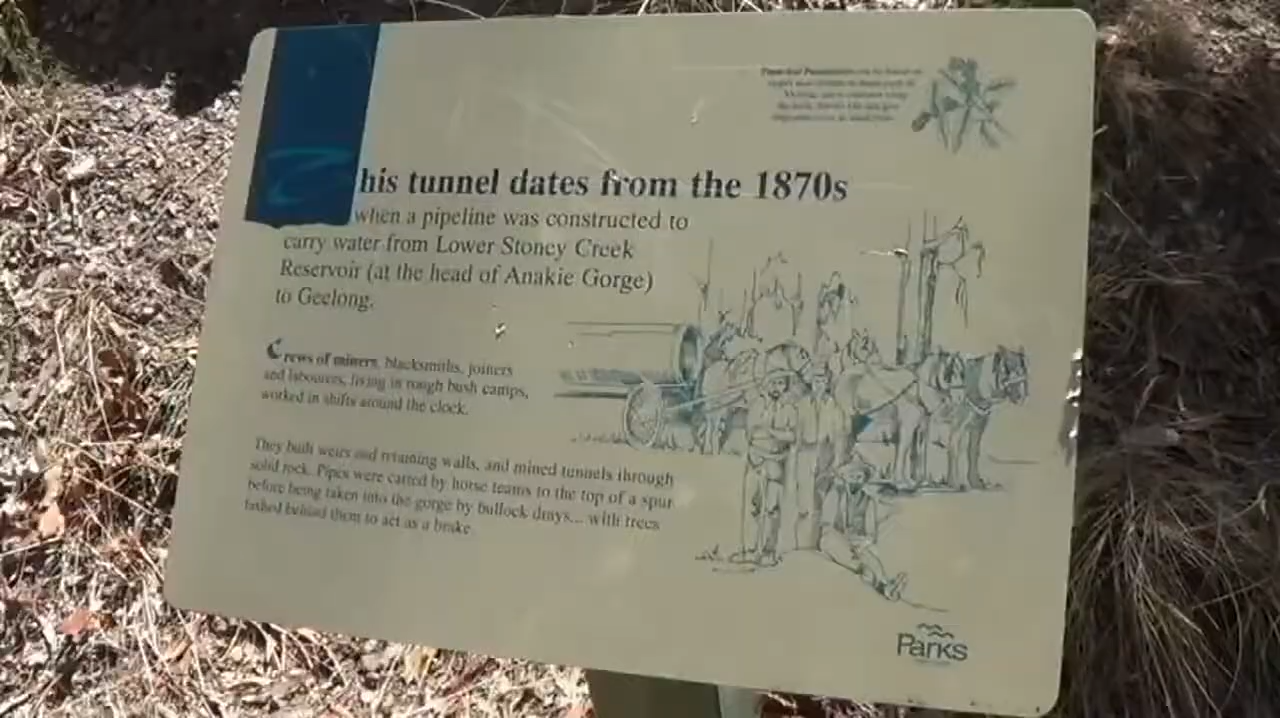 This tunnel dates from the 1870s
when a pipeline was constructed to
carry water from Lower Stoney Creek
Reservoir (at the head of Anakie Gorge)
to Geelong.
Crews of miners, blacksmiths, joiners
and labourers, living in rough bush camps,
worked in shifts around the clock.
They built weirs and retaining walls, and mined tunnels through
solid rock. Pipes were carted by horse teams to the top of a spur
before being taken into the gorge by bullock drays... with trees
lashed behind them to act as a brake.
Parks